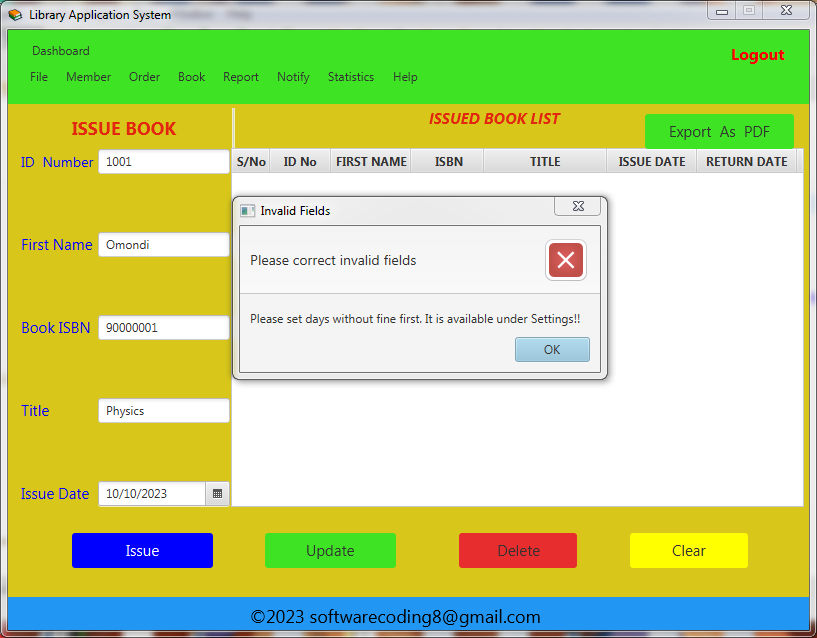 Library Application System
Dashboard
Logout
File Member Order Book Report Notify Statistics Help
ISSUE BOOK
ISSUED BOOK LIST
Export As PDF
ID Number 1001
S/No ID No FIRST NAME ISBN TITLE ISSUE DATE RETURN DATE
Invalid Fields
First Name Omondi
Please correct invalid fields
Please set days without fine first. It is available under Settings!!
Book ISBN 90000001
OK
Title Physics
Issue Date 10/10/2023
Issue Update Delete Clear
©2023 softwarecoding8@gmail.com